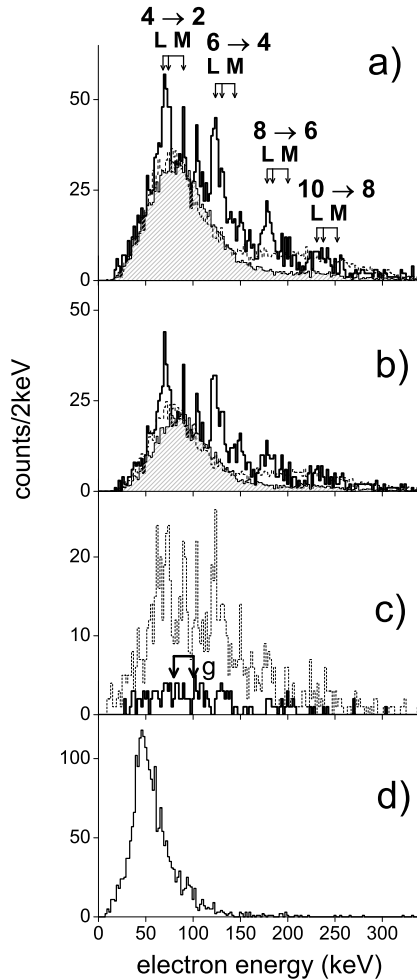 4 → 2
L M
6 → 4
L M
a)
8 → 6
L M
10 → 8
L M
50
25
0
b)
50
25
0
counts/2keV
c)
20
10
0
g
d)
100
50
0
0 50 100 150 200 250 300
electron energy (keV)